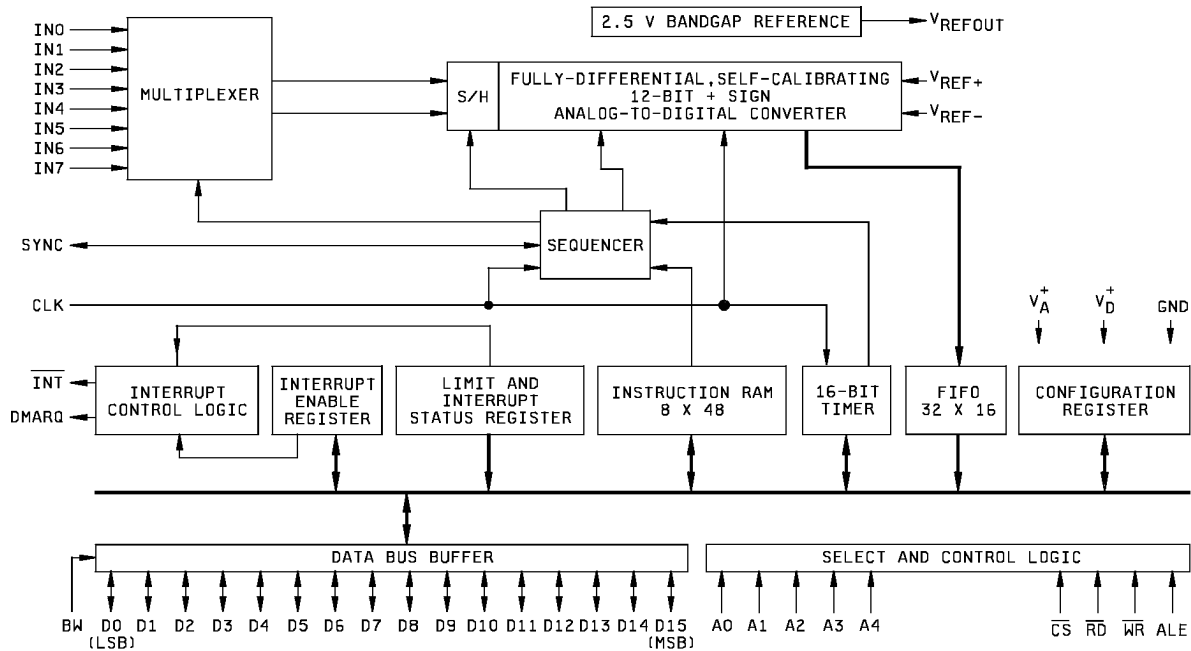 2.5 V BANDGAP REFERENCE
VREFOUT
IN0
IN1
IN2
IN3
IN4
IN5
IN6
IN7
MULTIPLEXER
S/H
FULLY-DIFFERENTIAL,SELF-CALIBRATING
12-BIT + SIGN
ANALOG-TO-DIGITAL CONVERTER
VREF+
VREF-
SYNC
SEQUENCER
CLK
VA+
VD+
GND
INT
DMARQ
INTERRUPT
CONTROL LOGIC
INTERRUPT
ENABLE
REGISTER
LIMIT AND
INTERRUPT
STATUS REGISTER
INSTRUCTION RAM
8 X 48
16-BIT
TIMER
FIFO
32 X 16
CONFIGURATION
REGISTER
DATA BUS BUFFER
SELECT AND CONTROL LOGIC
BW D0 D1 D2 D3 D4 D5 D6 D7 D8 D9 D10 D11 D12 D13 D14 D15
(LSB) (MSB)
A0 A1 A2 A3 A4 CS RD WR ALE